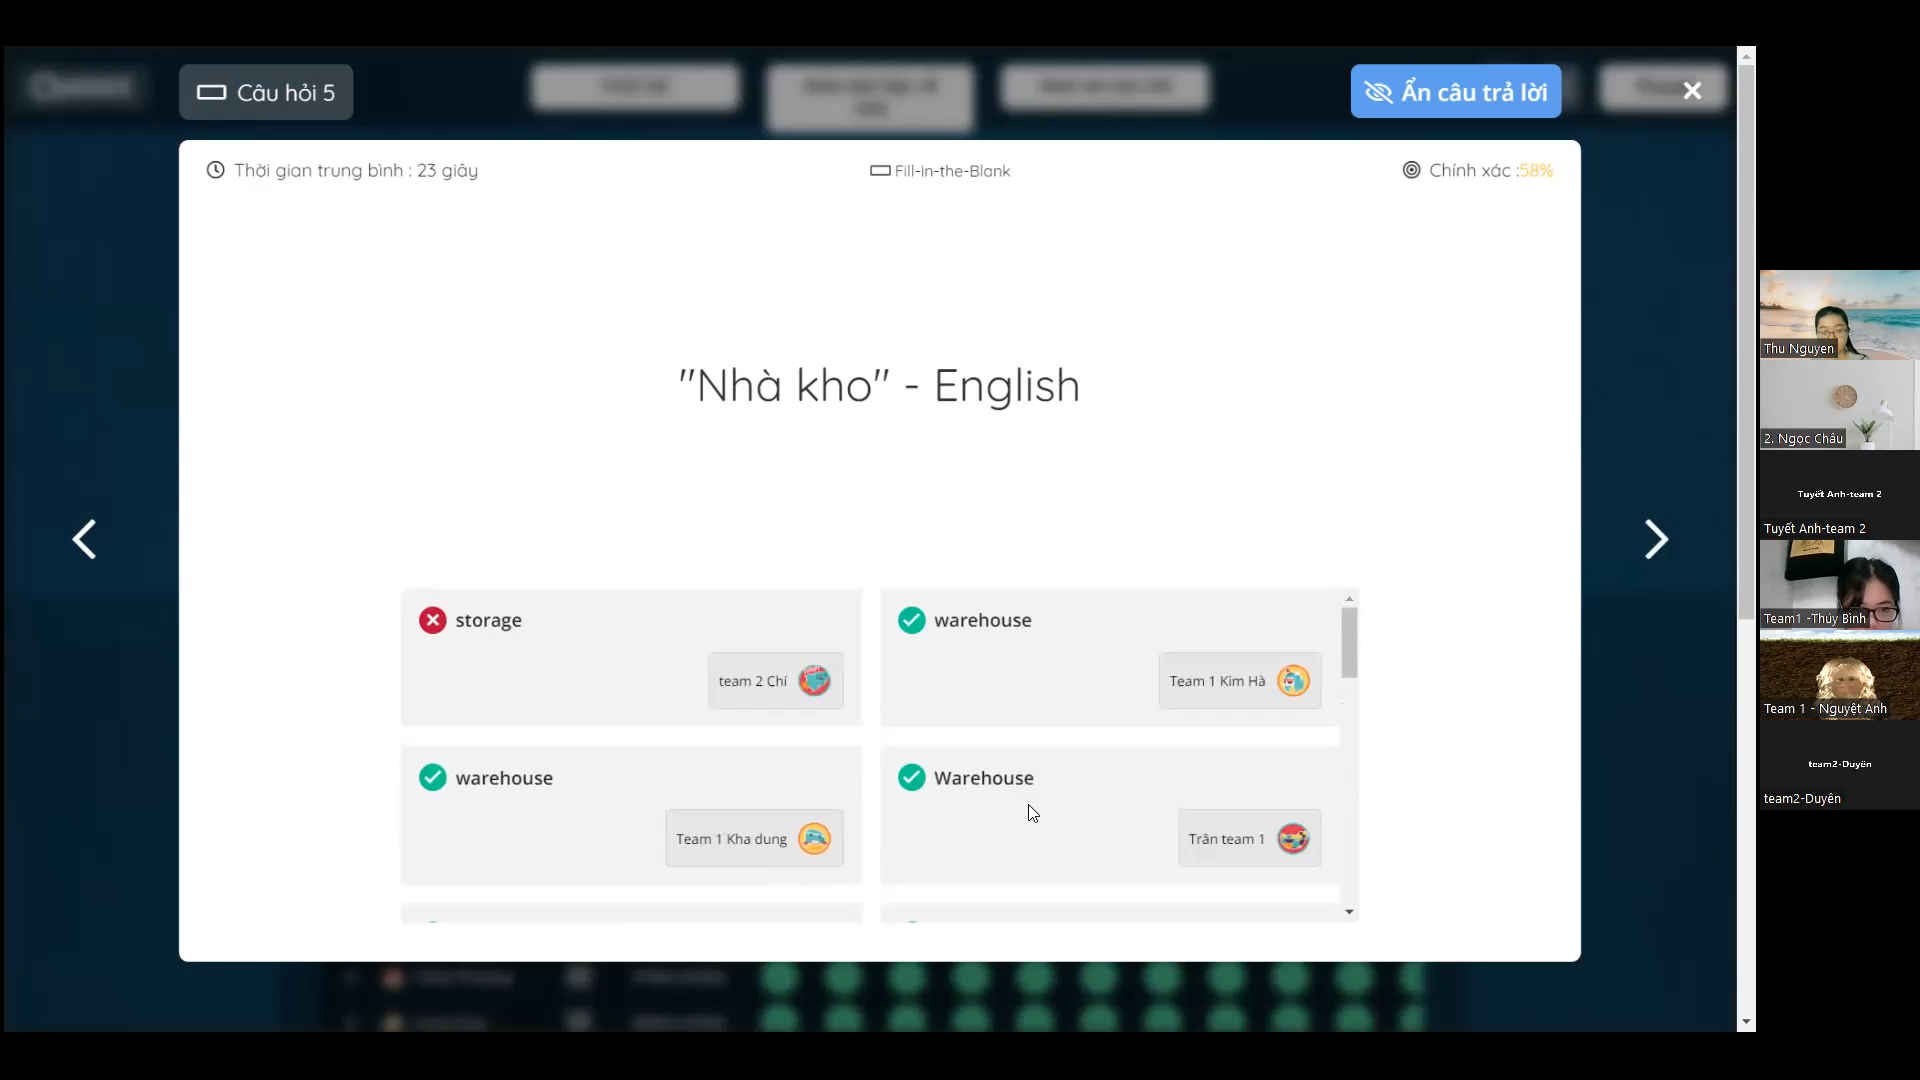 Câu hỏi 5
Ẩn câu trả lời
Thời gian trung bình : 23 giây
Fill-in-the-Blank
Chính xác :58%
"Nhà kho" - English
storage
team 2 Chí
warehouse
Team 1 Kim Hà
warehouse
Team 1 Kha dung
Warehouse
Trân team 1
Thu Nguyen
2. Ngọc Châu
Tuyết Anh-team 2
Tuyết Anh-team 2
Team1 -Thúy Bình
Team 1 - Nguyệt Anh
team2-Duyên
team2-Duyên